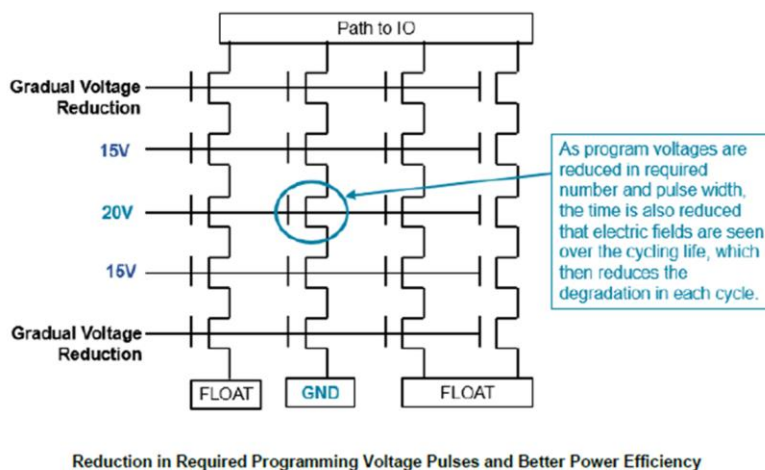 Path to IO
Gradual Voltage
Reduction
15V
20V
15V
Gradual Voltage
Reduction
As program voltages are
reduced in required
number and pulse width,
the time is also reduced
that electric fields are seen
over the cycling life, which
then reduces the
degradation in each cycle.
FLOAT
GND
FLOAT
Reduction in Required Programming Voltage Pulses and Better Power Efficiency